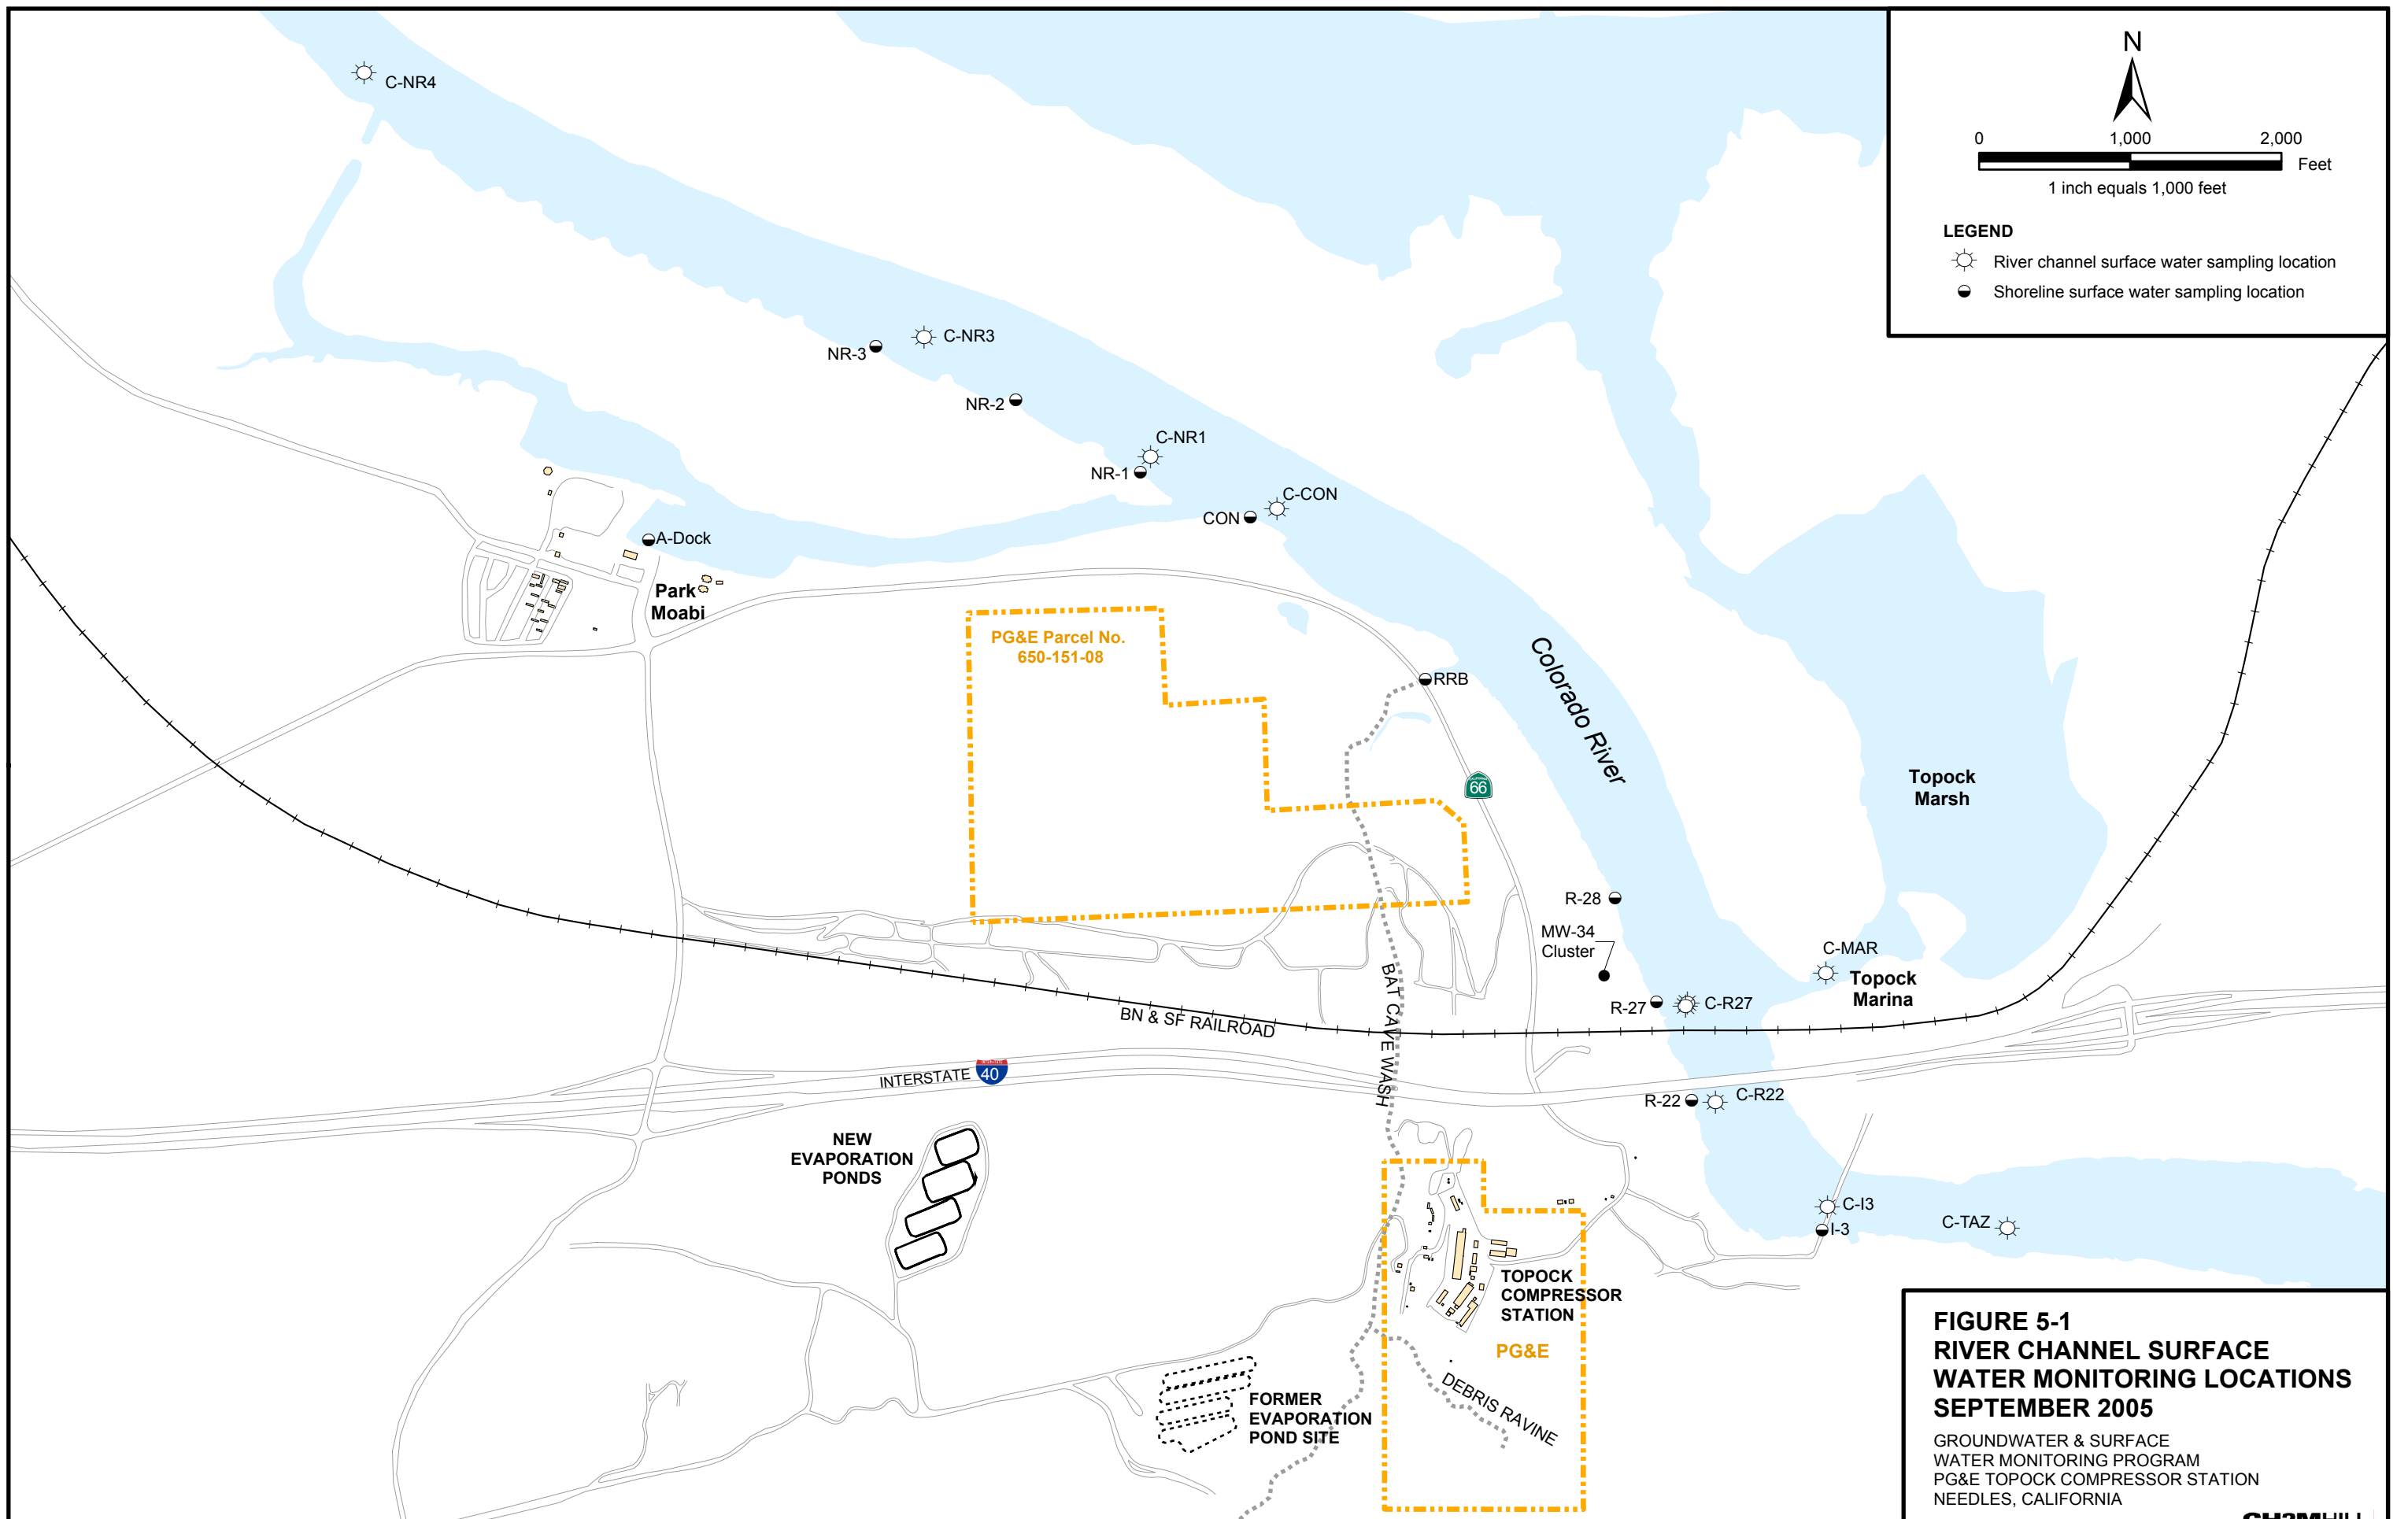 N
0 1,000 2,000
Feet
1 inch equals 1,000 feet
LEGEND
River channel surface water sampling location
Shoreline surface water sampling location
C-NR4
C-NR3
NR-3
NR-2
C-NR1
NR-1
C-CON
CON
A-Dock
Park
Moabi
PG&E Parcel No.
650-151-08
RRB
Colorado River
66
Topock
Marsh
R-28
MW-34
Cluster
C-MAR
Topock
Marina
R-27
C-R27
BAT CAVE WASH
BN & SF RAILROAD
INTERSTATE 40
R-22
C-R22
NEW
EVAPORATION
PONDS
C-I3
I-3
C-TAZ
TOPOCK
COMPRESSOR
STATION
PG&E
DEBRIS RAVINE
FORMER
EVAPORATION
POND SITE
FIGURE 5-1
RIVER CHANNEL SURFACE
WATER MONITORING LOCATIONS
SEPTEMBER 2005
GROUNDWATER & SURFACE
WATER MONITORING PROGRAM
PG&E TOPOCK COMPRESSOR STATION
NEEDLES, CALIFORNIA
CH2MHILL